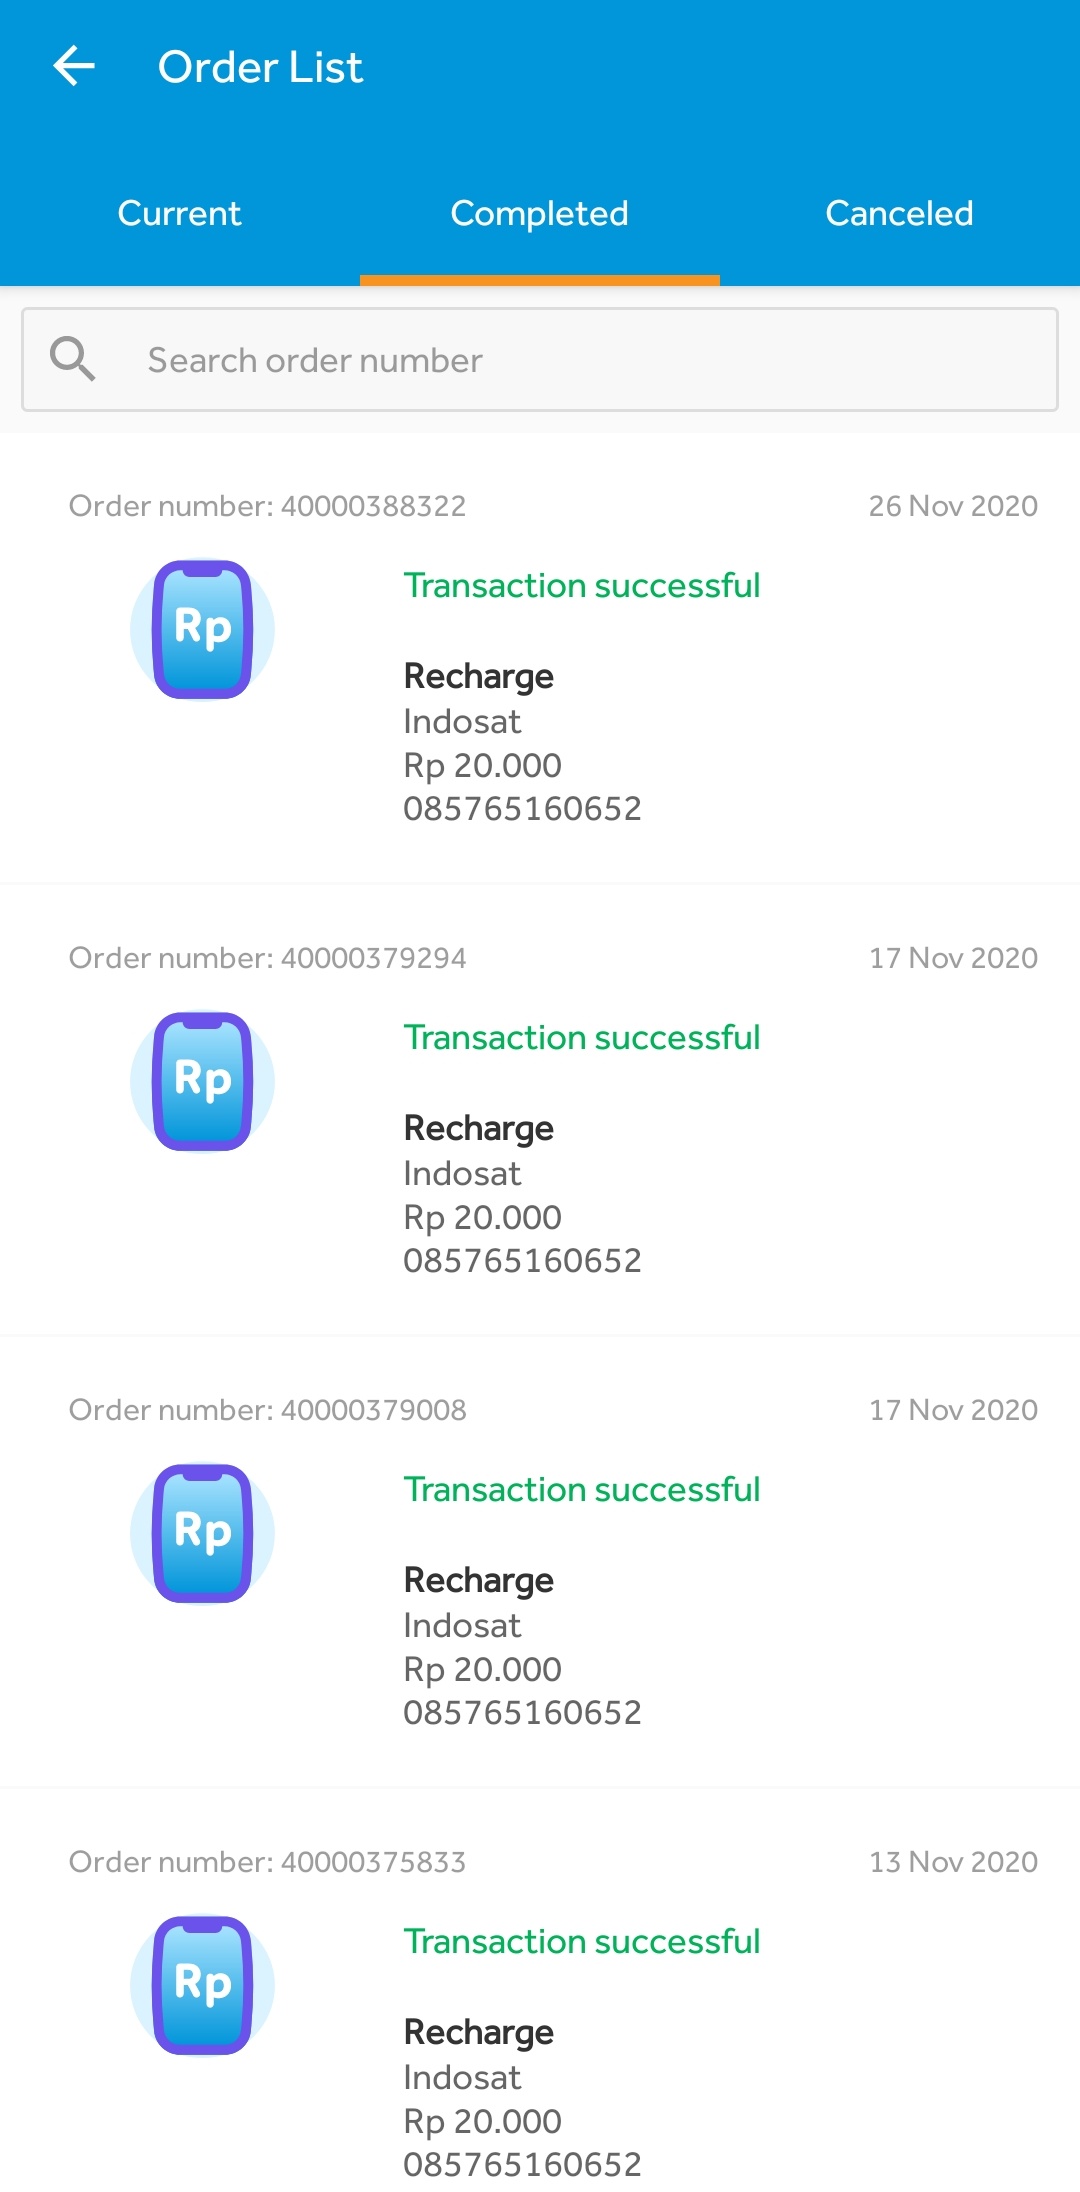 Order List
Current Completed Canceled
Search order number
Order number: 40000388322 26 Nov 2020
Rp
Transaction successful
Recharge
Indosat
Rp 20.000
085765160652
Order number: 40000379294 17 Nov 2020
Rp
Transaction successful
Recharge
Indosat
Rp 20.000
085765160652
Order number: 40000379008 17 Nov 2020
Rp
Transaction successful
Recharge
Indosat
Rp 20.000
085765160652
Order number: 40000375833 13 Nov 2020
Rp
Transaction successful
Recharge
Indosat
Rp 20.000
085765160652